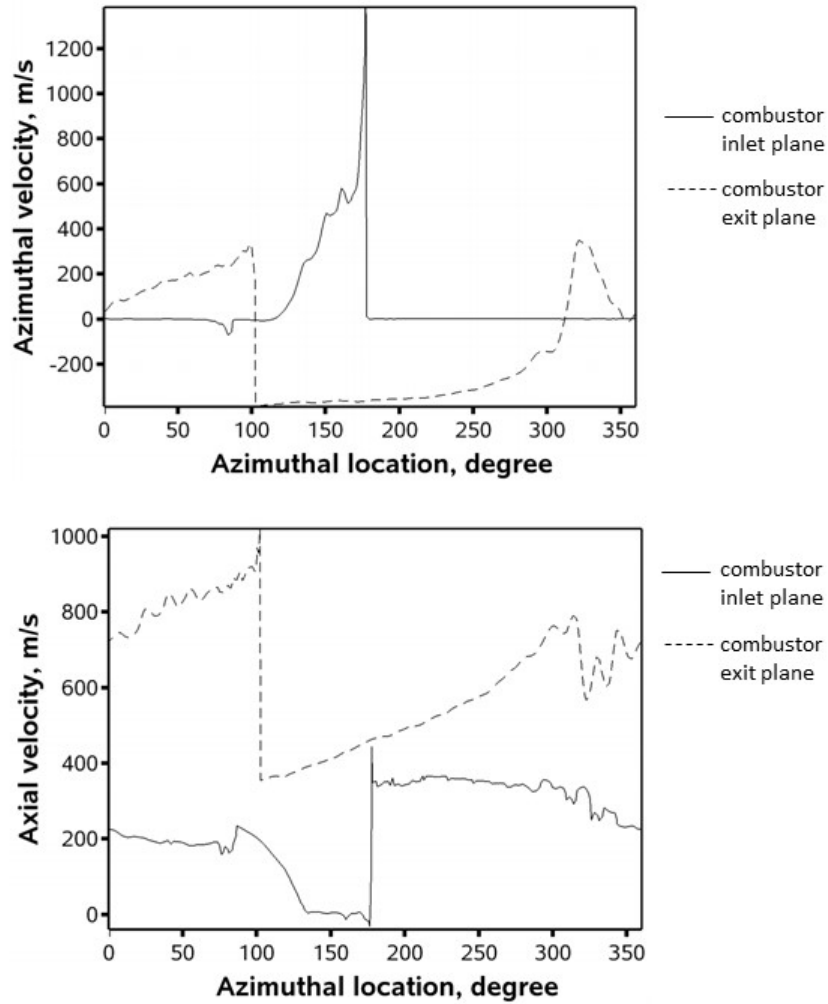 1200
1000
800
600
400
200
0
-200
Azimuthal velocity, m/s
0 50 100 150 200 250 300 350
Azimuthal location, degree
combustor
inlet plane
combustor
exit plane
1000
800
600
400
200
0
Axial velocity, m/s
0 50 100 150 200 250 300 350
Azimuthal location, degree
combustor
inlet plane
combustor
exit plane